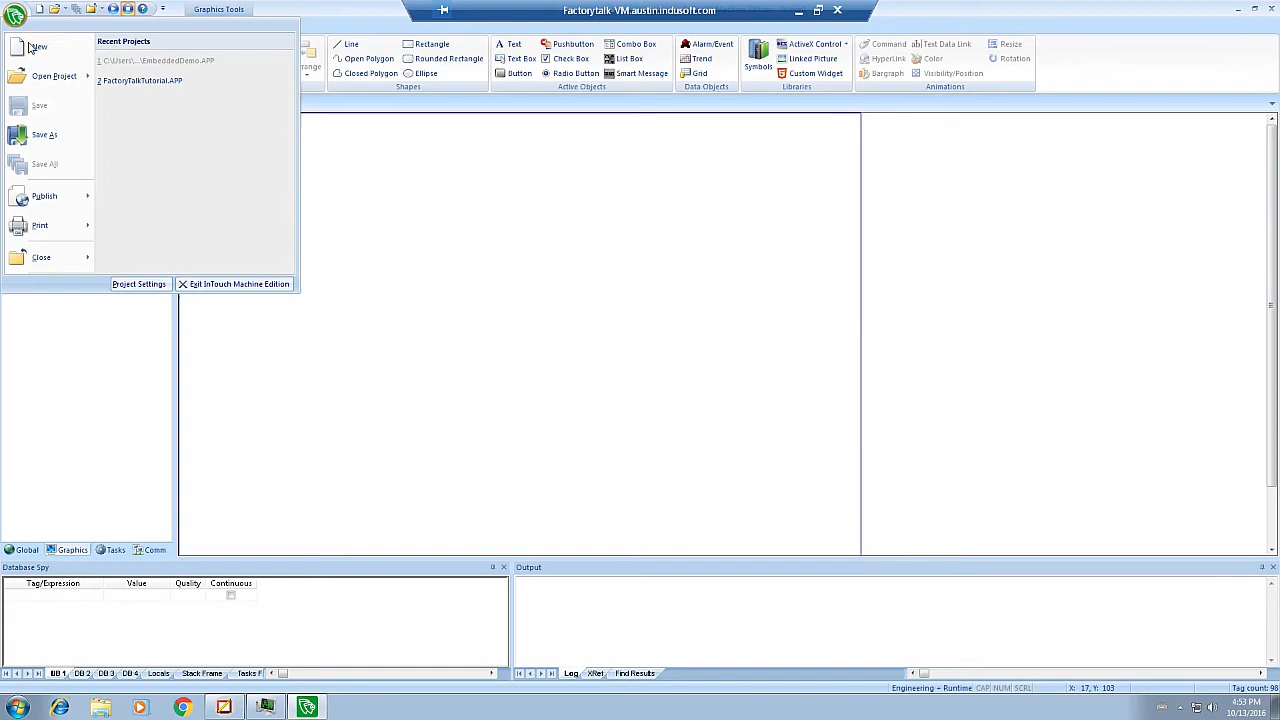 Graphics Tools
Factorytalk-VM.austin.indusoft.com
New
Open Project
Save
Save As
Save All
Publish
Print
Close
Recent Projects
1 C:\Users\...\EmbeddedDemo.APP
2 FactoryTalkTutorial.APP
Project Settings
Exit InTouch Machine Edition
Line Rectangle
Open Polygon Rounded Rectangle
Closed Polygon Ellipse
Shapes
Text Pushbutton Combo Box
Text Box Check Box List Box
Button Radio Button Smart Message
Active Objects
Alarm/Event
Trend
Grid
Data Objects
Symbols
ActiveX Control
Linked Picture
Custom Widget
Libraries
Command Text Data Link Resize
HyperLink Color Rotation
Bargraph Visibility/Position
Animations
Global Graphics Tasks Comm
Database Spy
Tag/Expression Value Quality Continuous
DB 1 DB 2 DB 3 DB 4 Locals Stack Frame Tasks F
Output
Log XRef Find Results
Engineering + Runtime CAP NUM SCRL X: 17, Y: 103 Tag count: 98
4:53 PM
10/13/2016